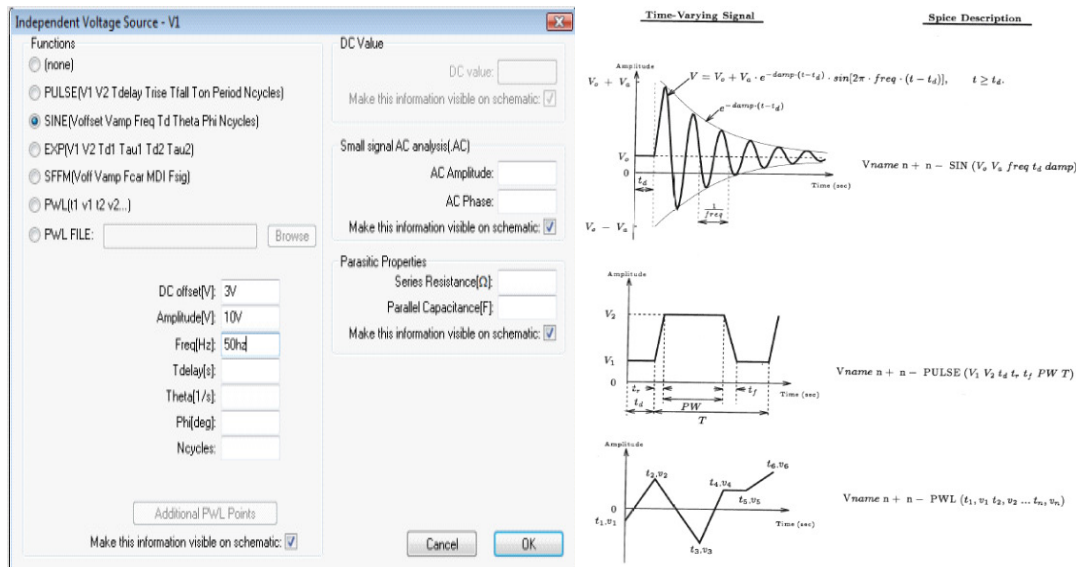 Independent Voltage Source - V1
Functions
(none)
PULSE(V1 V2 Tdelay Trise Tfall Ton Period Ncycles)
SINE(Voffset Vamp Freq Td Theta Phi Ncycles)
EXP(V1 V2 Td1 Tau1 Td2 Tau2)
SFFM(Voff Vamp Fcar MDI Fsig)
PWL(t1 v1 t2 v2...)
PWL FILE:
Browse
DC offset[V]: 3V
Amplitude[V]: 10V
Freq[Hz]: 50hz
Tdelay[s]:
Theta[1/s]:
Phi[deg]:
Ncycles:
Additional PWL Points
Make this information visible on schematic:
DC Value
DC value:
Make this information visible on schematic:
Small signal AC analysis(.AC)
AC Amplitude:
AC Phase:
Make this information visible on schematic:
Parasitic Properties
Series Resistance[Ω]:
Parallel Capacitance[F]:
Make this information visible on schematic:
Cancel
OK
Time-Varying Signal
Spice Description
Amplitude
Vₒ + Vₐ
V = Vₒ + Vₐ · e^−damp·(t−t_d) · sin[2π · freq · (t − t_d)], t ≥ t_d.
e^−damp·(t−t_d)
Vₒ
0
t_d
Time (sec)
1/freq
Vₒ − Vₐ
Vname n + n − SIN (Vₒ Vₐ freq t_d damp)
Amplitude
V₂
V₁
0
t_r
t_f
Time (sec)
PW
t_d
T
Vname n + n − PULSE (V₁ V₂ t_d t_r t_f PW T)
Amplitude
t₂,v₂
t₆,v₆
t₄,v₄
t₅,v₅
0
t₁,v₁
Time (sec)
t₃,v₃
Vname n + n − PWL (t₁, v₁ t₂, v₂ ... tₙ, vₙ)